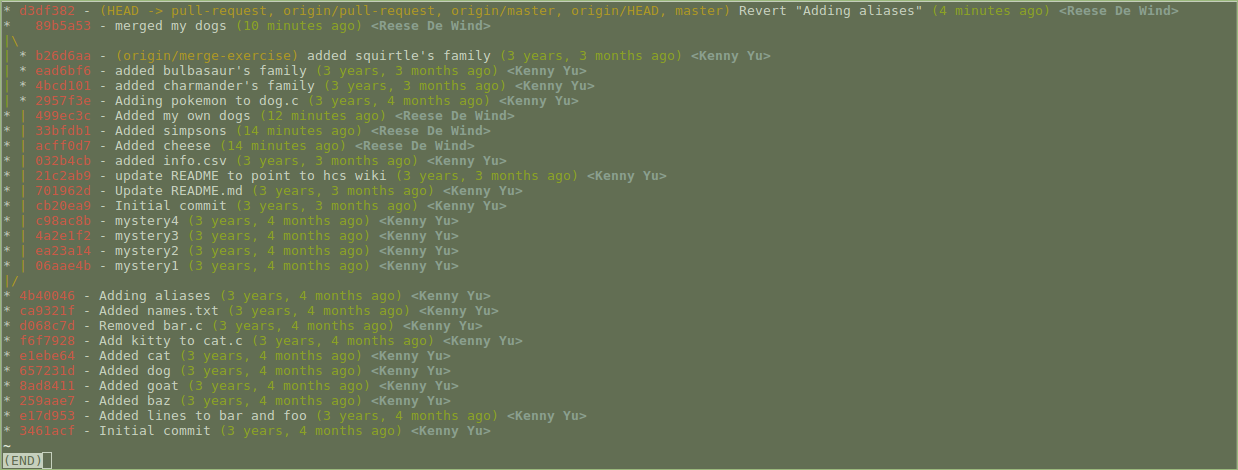 * d3df382 - (HEAD -> pull-request, origin/pull-request, origin/master, origin/HEAD, master) Revert "Adding aliases" (4 minutes ago) <Reese De Wind>
*   89b5a53 - merged my dogs (10 minutes ago) <Reese De Wind>
|\
| * b26d6aa - (origin/merge-exercise) added squirtle's family (3 years, 3 months ago) <Kenny Yu>
| * ead6bf6 - added bulbasaur's family (3 years, 3 months ago) <Kenny Yu>
| * 4bcd101 - added charmander's family (3 years, 3 months ago) <Kenny Yu>
| * 2957f3e - Adding pokemon to dog.c (3 years, 4 months ago) <Kenny Yu>
* | 499ec3c - Added my own dogs (12 minutes ago) <Reese De Wind>
* | 33bfdb1 - Added simpsons (14 minutes ago) <Reese De Wind>
* | acff0d7 - Added cheese (14 minutes ago) <Reese De Wind>
* | 032b4cb - added info.csv (3 years, 3 months ago) <Kenny Yu>
* | 21c2ab9 - update README to point to hcs wiki (3 years, 3 months ago) <Kenny Yu>
* | 701962d - Update README.md (3 years, 3 months ago) <Kenny Yu>
* | cb20ea9 - Initial commit (3 years, 3 months ago) <Kenny Yu>
* | c98ac8b - mystery4 (3 years, 4 months ago) <Kenny Yu>
* | 4a2e1f2 - mystery3 (3 years, 4 months ago) <Kenny Yu>
* | ea23a14 - mystery2 (3 years, 4 months ago) <Kenny Yu>
* | 06aae4b - mystery1 (3 years, 4 months ago) <Kenny Yu>
|/
* 4b40046 - Adding aliases (3 years, 4 months ago) <Kenny Yu>
* ca9321f - Added names.txt (3 years, 4 months ago) <Kenny Yu>
* d068c7d - Removed bar.c (3 years, 4 months ago) <Kenny Yu>
* f6f7928 - Add kitty to cat.c (3 years, 4 months ago) <Kenny Yu>
* e1ebe64 - Added cat (3 years, 4 months ago) <Kenny Yu>
* 657231d - Added dog (3 years, 4 months ago) <Kenny Yu>
* 8ad8411 - Added goat (3 years, 4 months ago) <Kenny Yu>
* 259aae7 - Added baz (3 years, 4 months ago) <Kenny Yu>
* e17d953 - Added lines to bar and foo (3 years, 4 months ago) <Kenny Yu>
* 3461acf - Initial commit (3 years, 4 months ago) <Kenny Yu>
~
(END)